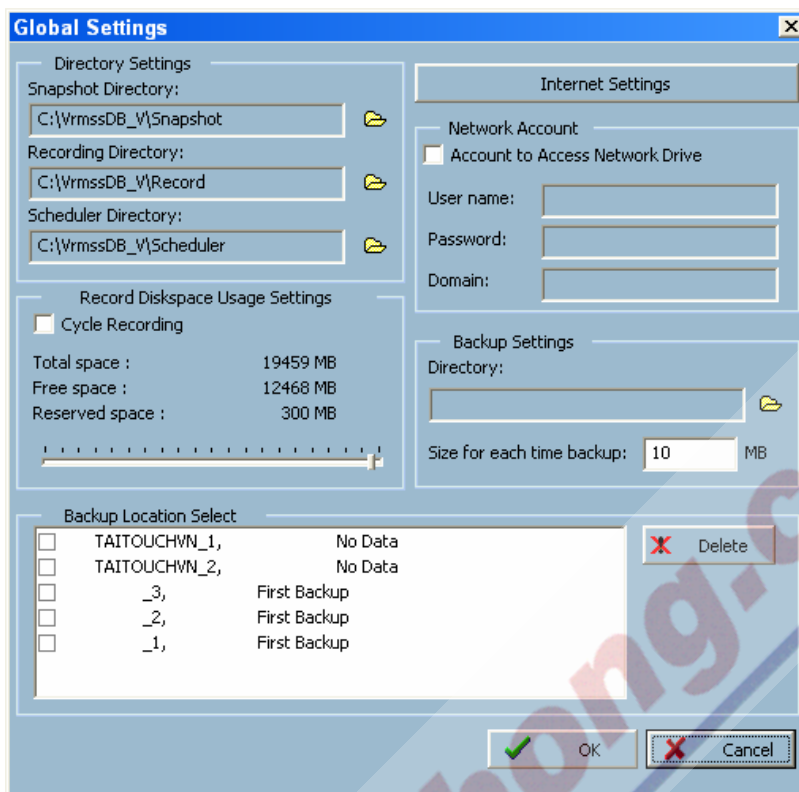 Global Settings
Directory Settings
Snapshot Directory:
C:\VrmssDB_V\Snapshot
Recording Directory:
C:\VrmssDB_V\Record
Scheduler Directory:
C:\VrmssDB_V\Scheduler
Internet Settings
Network Account
Account to Access Network Drive
User name:
Password:
Domain:
Record Diskspace Usage Settings
Cycle Recording
Total space : 19459 MB
Free space : 12468 MB
Reserved space : 300 MB
Backup Settings
Directory:
Size for each time backup: 10 MB
Backup Location Select
TAITOUCHVN_1, No Data
TAITOUCHVN_2, No Data
_3, First Backup
_2, First Backup
_1, First Backup
Delete
OK
Cancel
hong.c